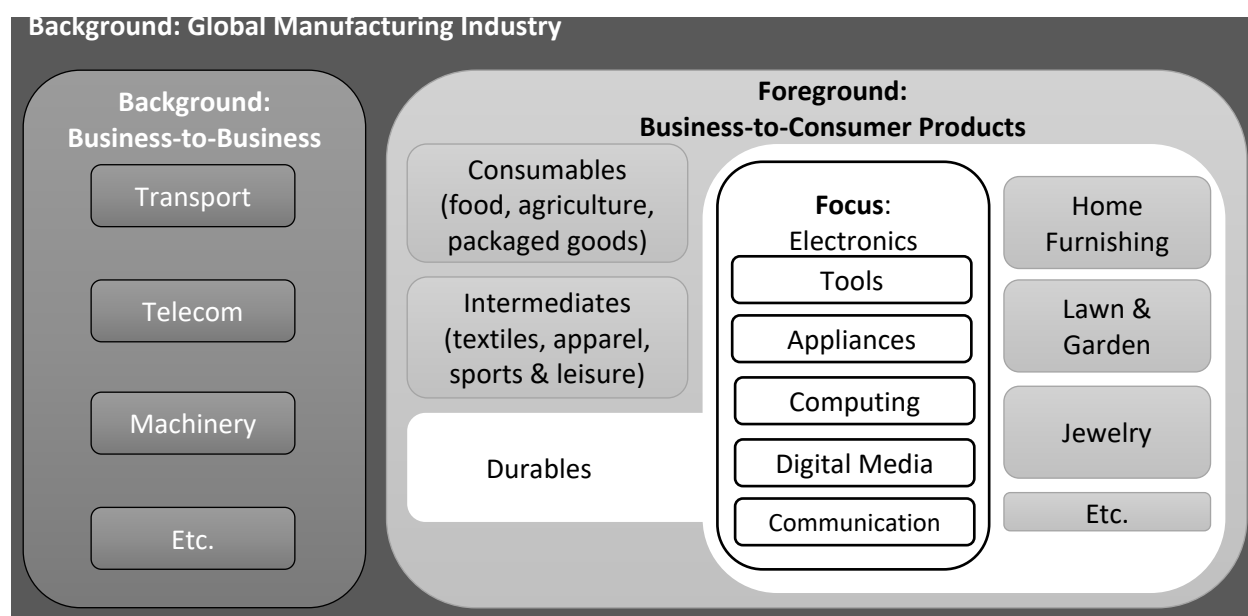 Background: Global Manufacturing Industry
Background:
Business-to-Business
Transport
Telecom
Machinery
Etc.
Foreground:
Business-to-Consumer Products
Consumables
(food, agriculture,
packaged goods)
Intermediates
(textiles, apparel,
sports & leisure)
Durables
Focus:
Electronics
Tools
Appliances
Computing
Digital Media
Communication
Home
Furnishing
Lawn &
Garden
Jewelry
Etc.